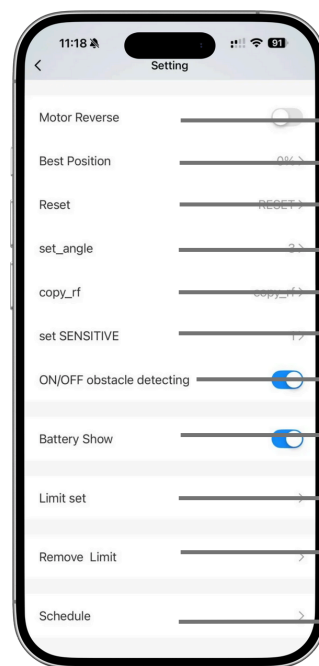 11:18 91
Setting
Motor Reverse
Best Position 0% >
Reset RESET >
set_angle 3 >
copy_rf copy_rf >
set SENSITIVE 1 >
ON/OFF obstacle detecting
Battery Show
Limit set >
Remove Limit >
Schedule >